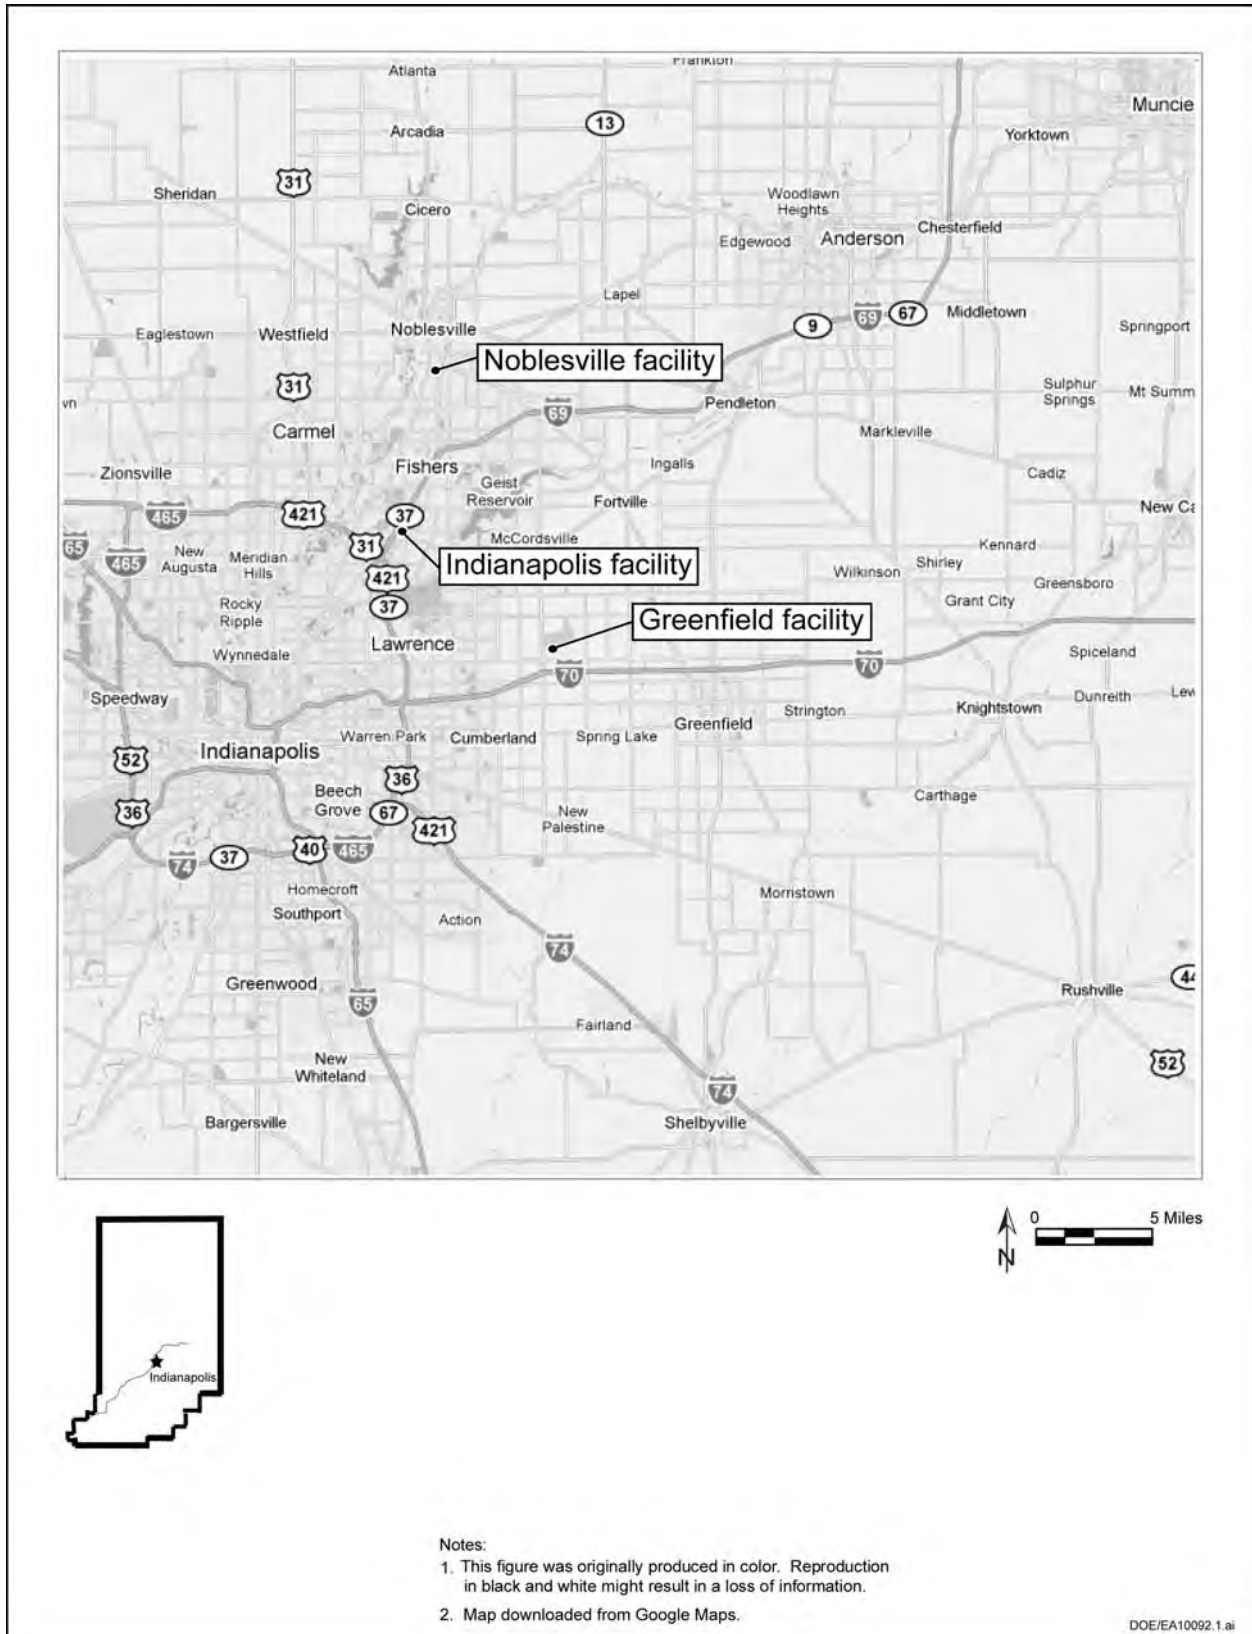 Frankton
Atlanta
Muncie
13
Arcadia
Yorktown
31
Sheridan
Woodlawn
Heights
Cicero
Chesterfield
Edgewood
Anderson
Lapel
Middletown
69
67
9
Springport
Eaglestown
Westfield
Noblesville
Noblesville facility
31
Sulphur
Springs
Mt Summ
wn
69
Pendleton
Carmel
Markleville
Zionsville
Fishers
Ingalls
Cadiz
Geist
Reservoir
Fortville
465
421
37
New Ca
31
McCordsville
Kennard
65
465
New
Augusta
Meridian
Hills
Indianapolis facility
Wilkinson
Shirley
421
Greensboro
Rocky
Ripple
37
Grant City
Greenfield facility
Lawrence
Wynnedale
Spiceland
70
70
Speedway
Dunreith
Lew
Strington
Knightstown
Greenfield
Warren Park
Cumberland
Spring Lake
Indianapolis
52
36
Beech
Grove
Carthage
36
67
New
Palestine
421
40
465
74
37
Homecroft
Morristown
Southport
Action
74
Greenwood
44
Rushville
65
Fairland
New
Whiteland
52
74
Bargersville
Shelbyville
0
5 Miles
N
Indianapolis
Notes:
1. This figure was originally produced in color. Reproduction
in black and white might result in a loss of information.
2. Map downloaded from Google Maps.
DOE/EA10092.1.ai